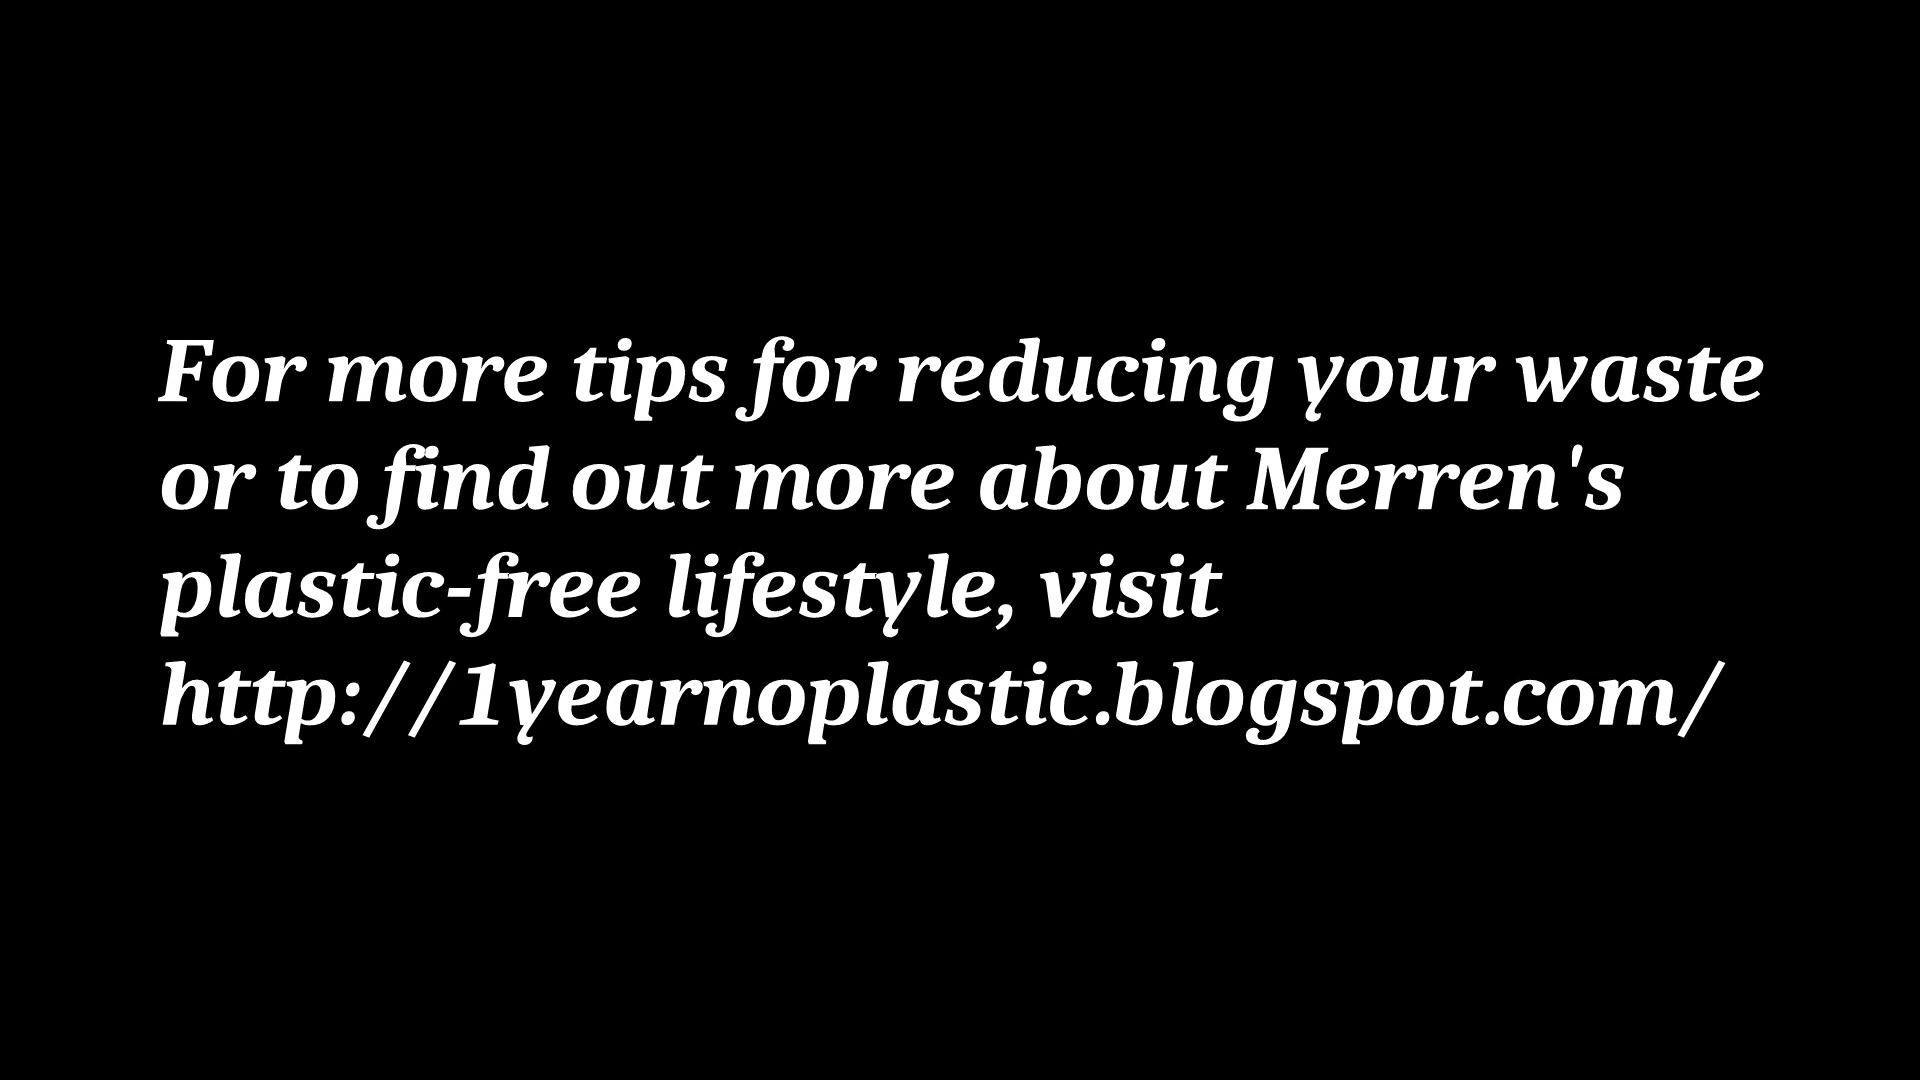 For more tips for reducing your waste
or to find out more about Merren's
plastic-free lifestyle, visit
http://1yearnoplastic.blogspot.com/